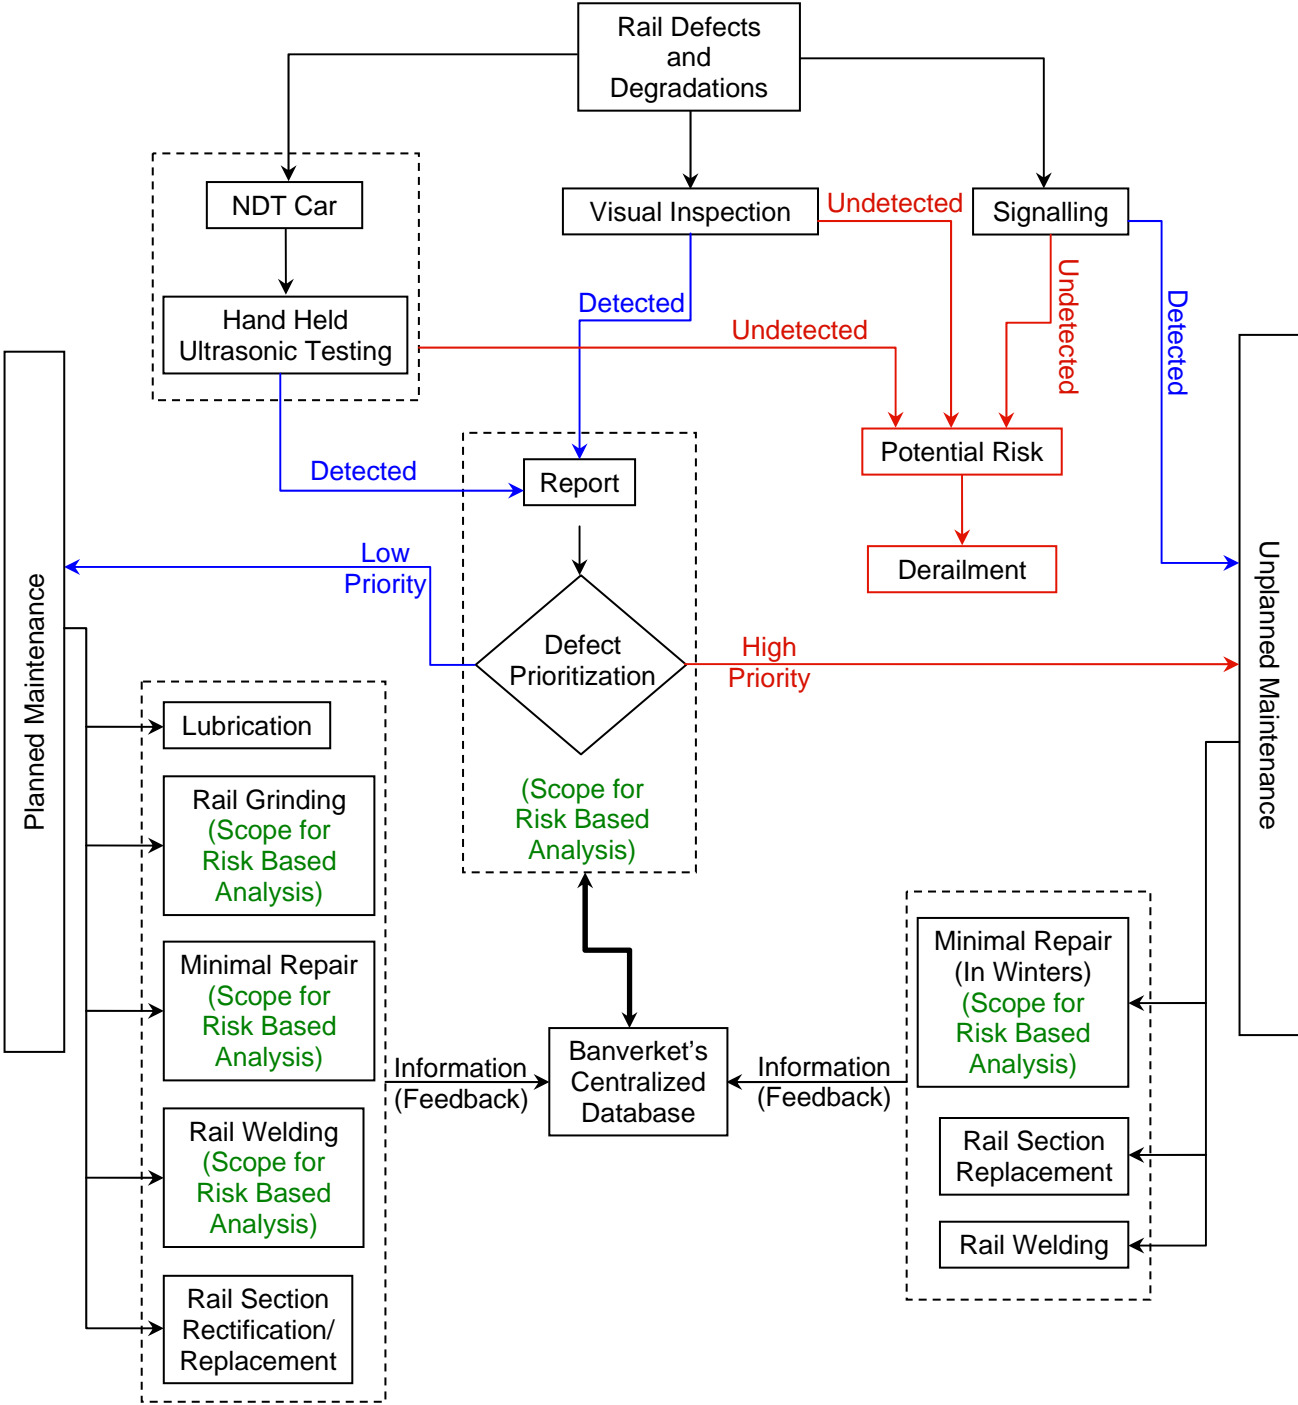 Rail Defects
and
Degradations
NDT Car
Visual Inspection
Undetected
Signalling
Hand Held
Ultrasonic Testing
Detected
Undetected
Undetected
Detected
Potential Risk
Detected
Report
Derailment
Low
Priority
Defect
Prioritization
High
Priority
(Scope for
Risk Based
Analysis)
Planned Maintenance
Unplanned Maintenance
Lubrication
Rail Grinding
(Scope for
Risk Based
Analysis)
Minimal Repair
(Scope for
Risk Based
Analysis)
Rail Welding
(Scope for
Risk Based
Analysis)
Rail Section
Rectification/
Replacement
Information
(Feedback)
Banverket’s
Centralized
Database
Information
(Feedback)
Minimal Repair
(In Winters)
(Scope for
Risk Based
Analysis)
Rail Section
Replacement
Rail Welding